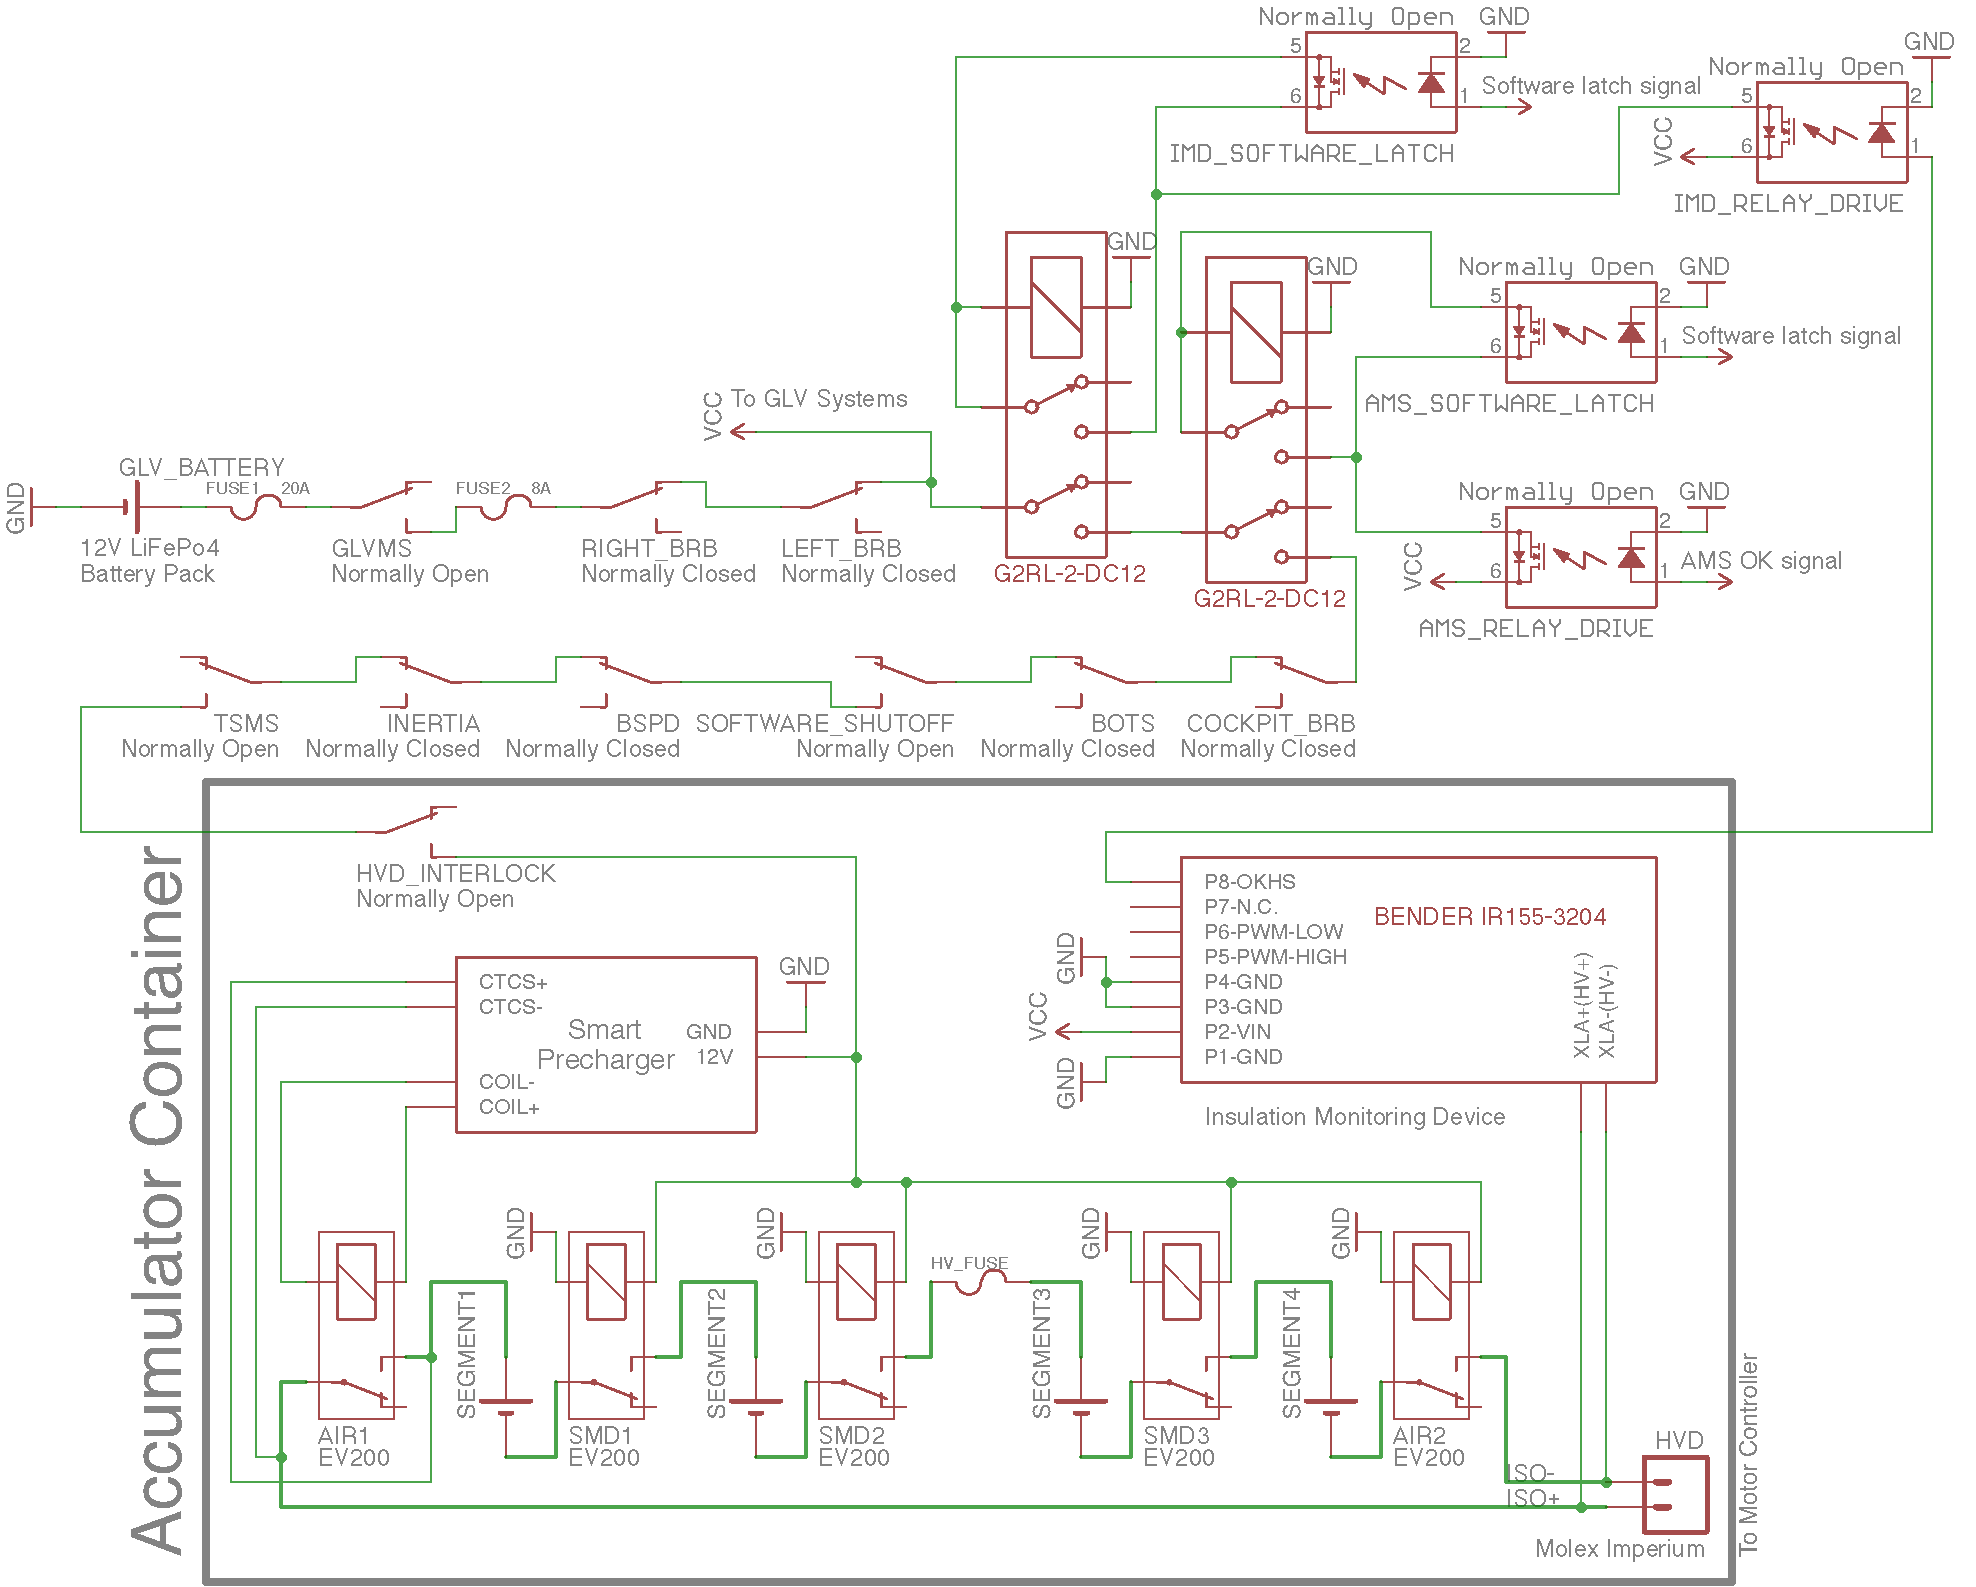 Normally Open
GND
5
2
Software latch signal
6
1
IMD_SOFTWARE_LATCH
GND
Normally Open
5
2
VCC
6
1
IMD_RELAY_DRIVE
GND
GND
G2RL-2-DC12
G2RL-2-DC12
Normally Open
GND
5
2
Software latch signal
6
1
AMS_SOFTWARE_LATCH
Normally Open
GND
5
2
AMS OK signal
VCC
6
1
AMS_RELAY_DRIVE
VCC
To GLV Systems
GND
GLV_BATTERY
12V LiFePo4
Battery Pack
FUSE1
20A
GLVMS
Normally Open
FUSE2
8A
RIGHT_BRB
Normally Closed
LEFT_BRB
Normally Closed
TSMS
Normally Open
INERTIA
Normally Closed
BSPD
Normally Closed
SOFTWARE_SHUTOFF
Normally Open
BOTS
Normally Closed
COCKPIT_BRB
Normally Closed
Accumulator Container
HVD_INTERLOCK
Normally Open
CTCS+
CTCS-
Smart
Precharger
GND
12V
COIL-
COIL+
GND
P8-OKHS
P7-N.C.
P6-PWM-LOW
P5-PWM-HIGH
P4-GND
P3-GND
P2-VIN
P1-GND
BENDER IR155-3204
XLA+(HV+)
XLA-(HV-)
GND
VCC
GND
Insulation Monitoring Device
AIR1
EV200
SEGMENT1
GND
SMD1
EV200
SEGMENT2
GND
SMD2
EV200
HV_FUSE
SEGMENT3
GND
SMD3
EV200
SEGMENT4
GND
AIR2
EV200
ISO-
ISO+
HVD
Molex Imperium
To Motor Controller